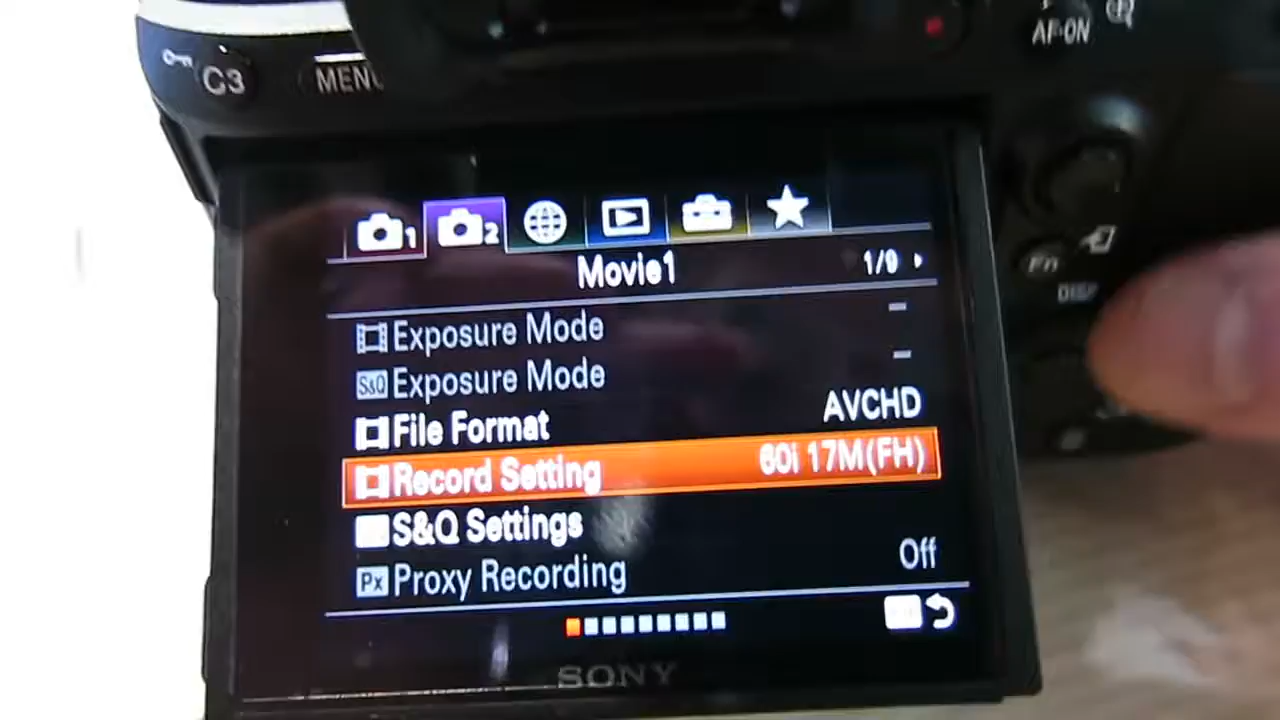 C3 MENU
AF-ON
Fn
DISP
1 2
Movie1 1/9
Exposure Mode –
S&Q Exposure Mode –
File Format AVCHD
Record Setting 60i 17M(FH)
S&Q Settings
Px Proxy Recording Off
SONY